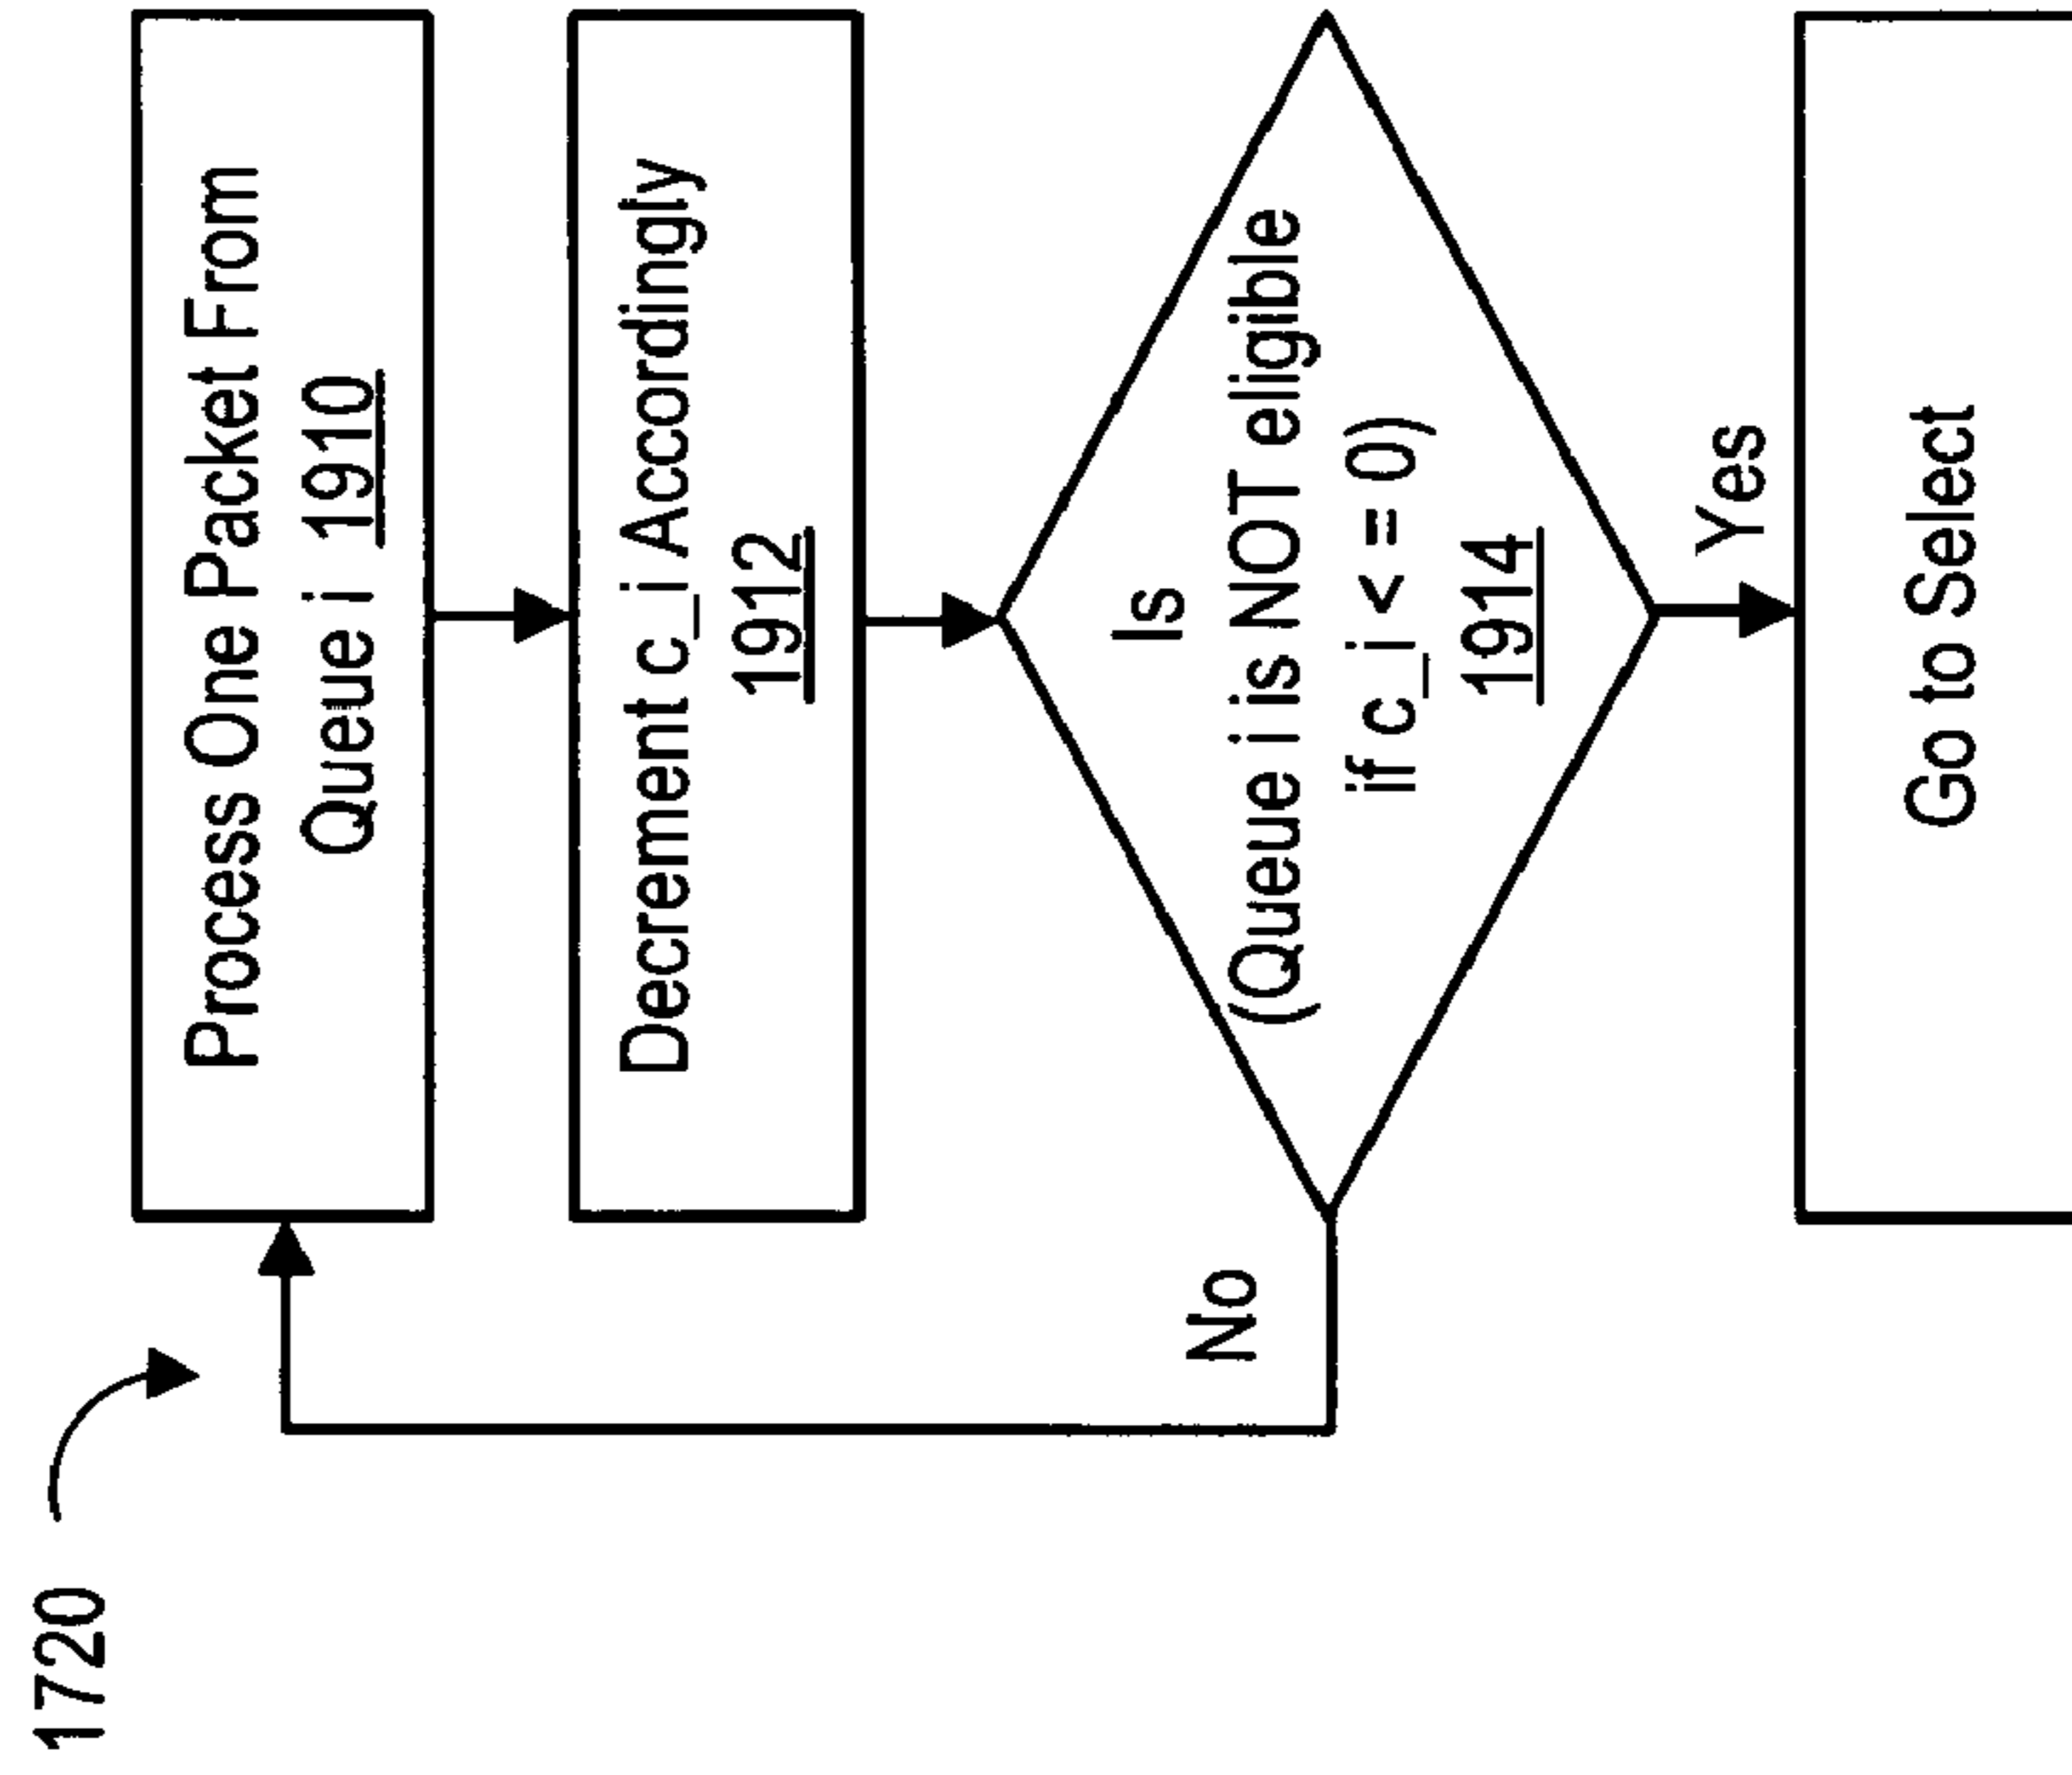 1720
Process One Packet From
Queue i 1910
Decrement c_i Accordingly
1912
Is
(Queue i is NOT eligible
if c_i < = 0)
1914
No
Yes
Go to Select